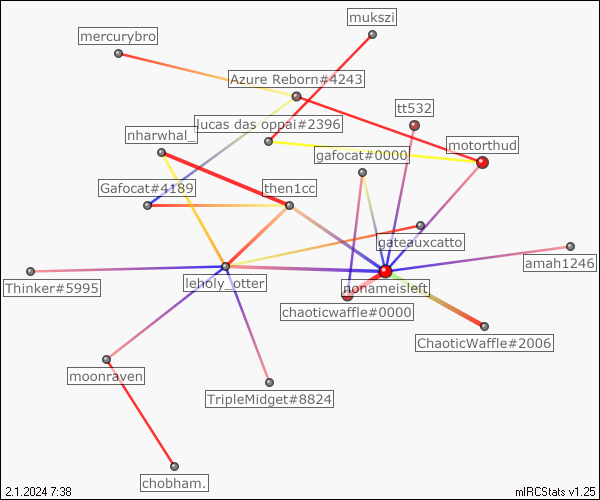 mukszi
mercurybro
Azure Reborn#4243
tt532
lucas das oppai#2396
nharwhal_
motorthud
gafocat#0000
Gafocat#4189
then1cc
gateauxcatto
amah1246
Thinker#5995
leholy_otter
nonameisleft
chaoticwaffle#0000
ChaoticWaffle#2006
moonraven
TripleMidget#8824
chobham.
2.1.2024 7:38
mIRCStats v1.25